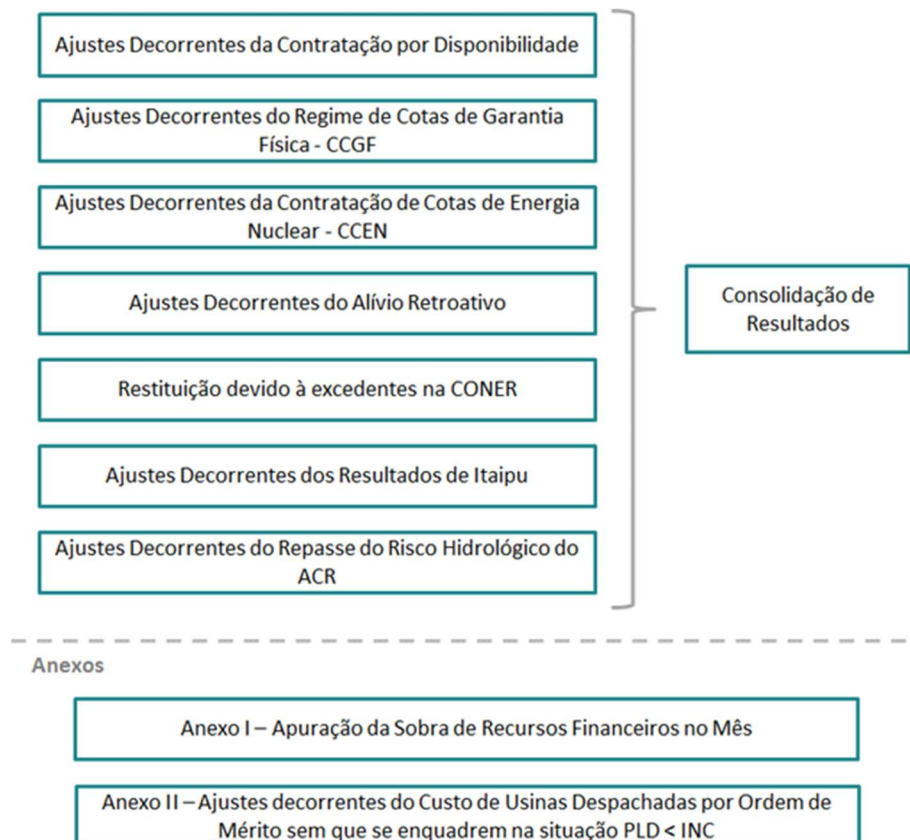 Ajustes Decorrentes da Contratação por Disponibilidade
Ajustes Decorrentes do Regime de Cotas de Garantia
Física - CCGF
Ajustes Decorrentes da Contratação de Cotas de Energia
Nuclear - CCEN
Ajustes Decorrentes do Alívio Retroativo
Restituição devido à excedentes na CONER
Ajustes Decorrentes dos Resultados de Itaipu
Ajustes Decorrentes do Repasse do Risco Hidrológico do
ACR
Consolidação de
Resultados
Anexos
Anexo I – Apuração da Sobra de Recursos Financeiros no Mês
Anexo II – Ajustes decorrentes do Custo de Usinas Despachadas por Ordem de
Mérito sem que se enquadrem na situação PLD < INC